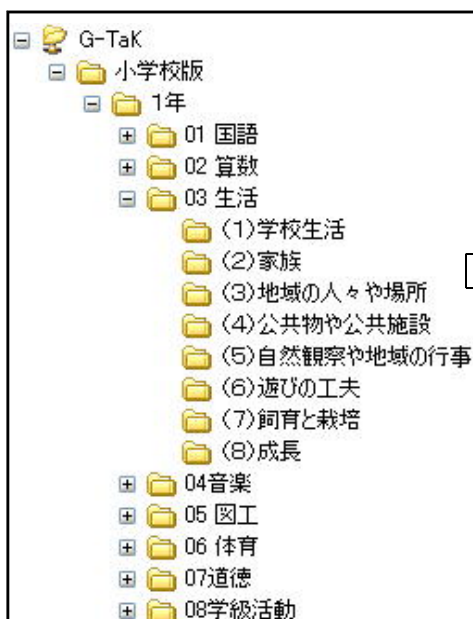 G-TaK
小学校版
1年
01 国語
02 算数
03 生活
(1)学校生活
(2)家族
(3)地域の人々や場所
(4)公共物や公共施設
(5)自然観察や地域の行事
(6)遊びの工夫
(7)飼育と栽培
(8)成長
04音楽
05 図工
06 体育
07道徳
08学級活動